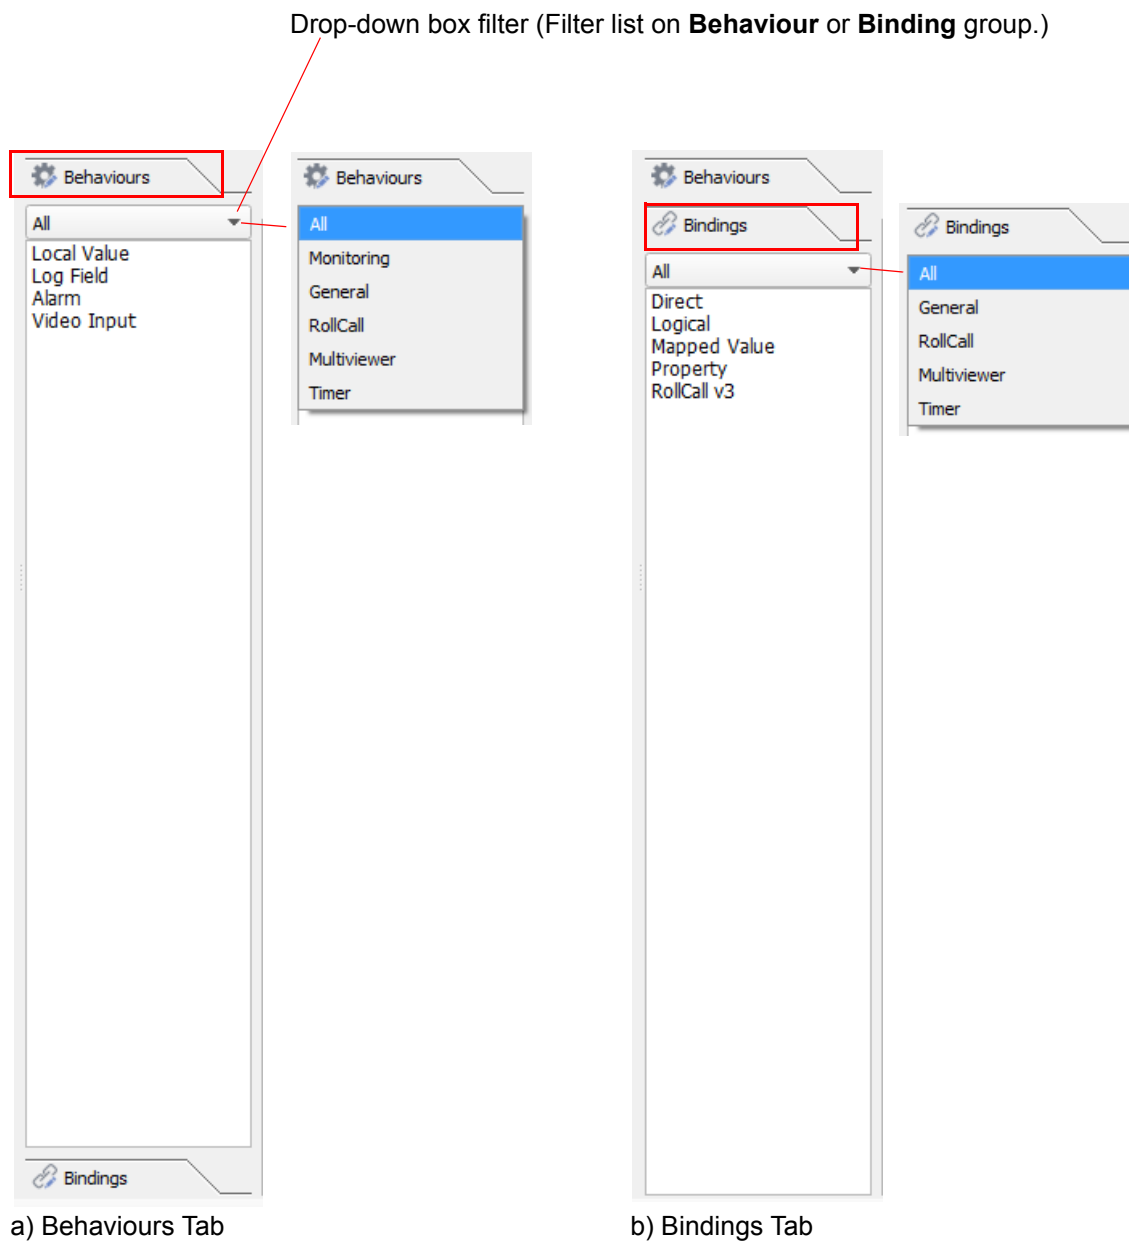 Drop-down box filter (Filter list on Behaviour or Binding group.)
Behaviours
All
Local Value
Log Field
Alarm
Video Input
Bindings
a) Behaviours Tab
Behaviours
All
Monitoring
General
RollCall
Multiviewer
Timer
Behaviours
Bindings
All
Direct
Logical
Mapped Value
Property
RollCall v3
b) Bindings Tab
Bindings
All
General
RollCall
Multiviewer
Timer